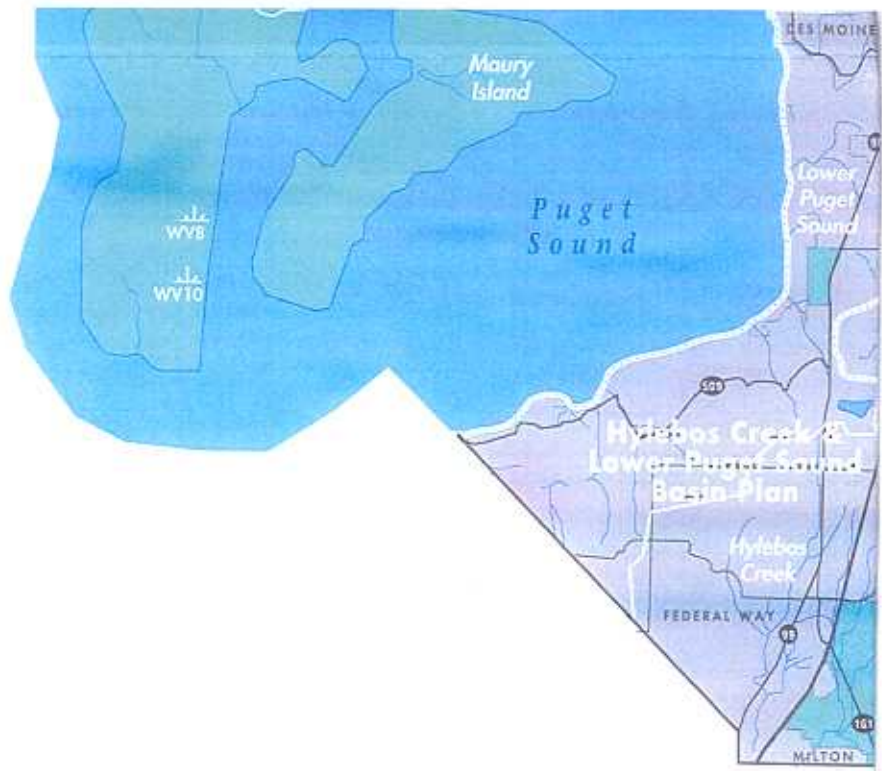 DES MOINE
Maury
Island
Lower
Puget
Sound
Puget
Sound
WV8
WV10
509
Hylebos Creek &
Lower Puget Sound
Basin Plan
Hylebos
Creek
FEDERAL WAY
99
161
MILTON